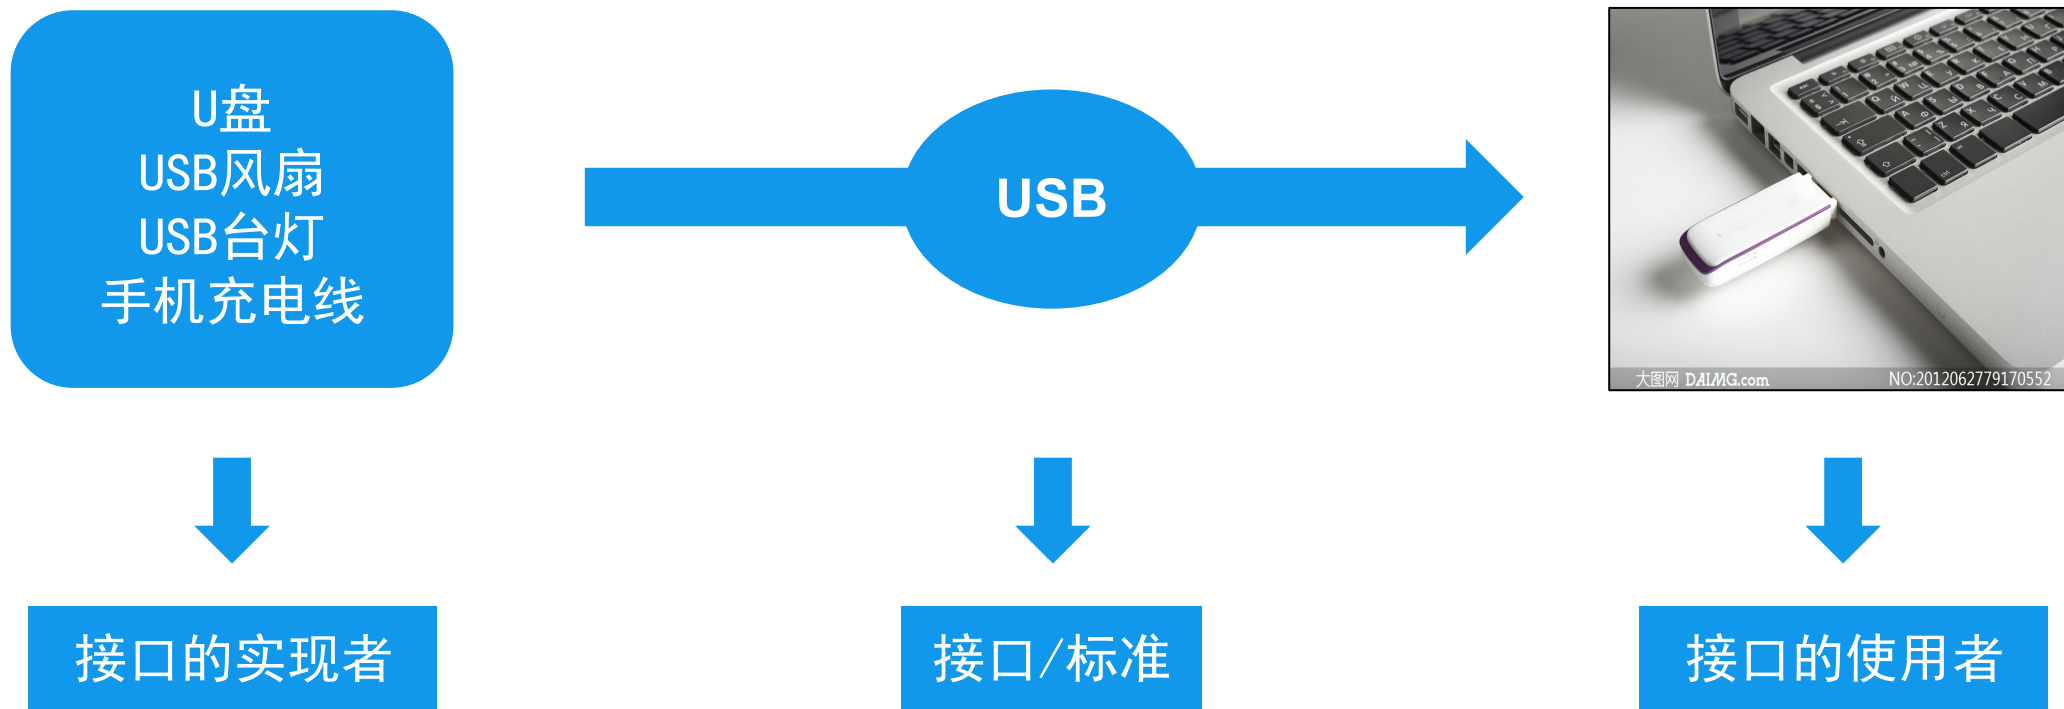 U盘
USB风扇
USB台灯
手机充电线
USB
大图网 DAIMG.com
NO:2012062779170552
接口的实现者
接口/标准
接口的使用者